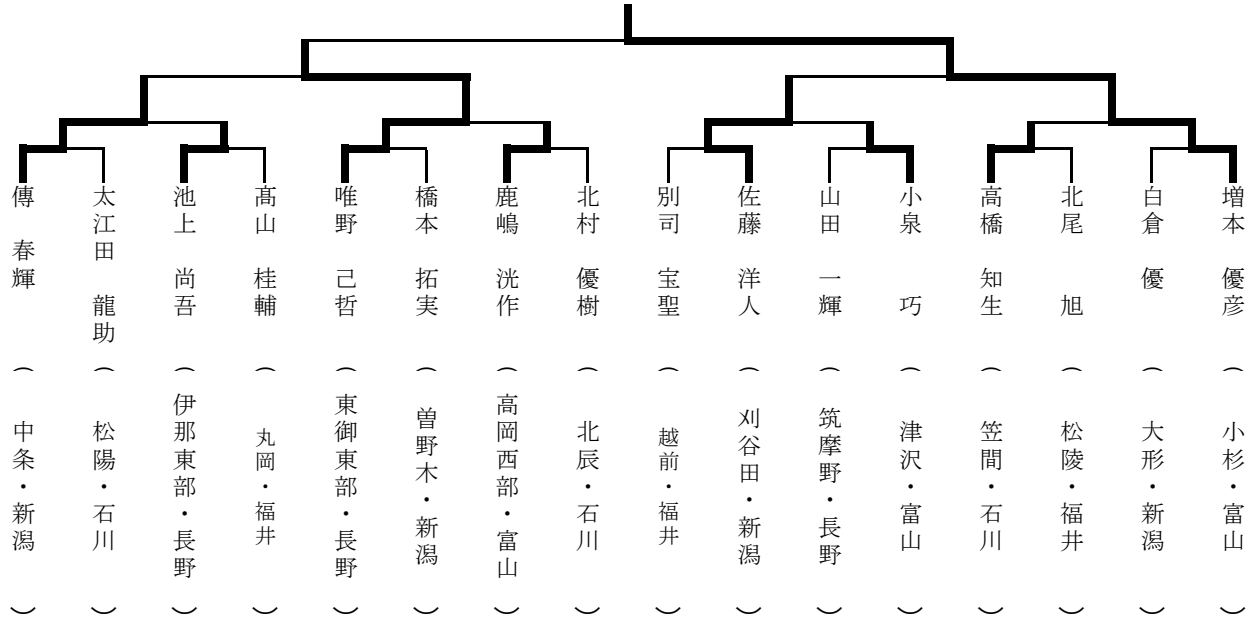 傳 春輝 （ 中条・新潟 ）
太江田 龍助 （ 松陽・石川 ）
池上 尚吾 （ 伊那東部・長野 ）
髙山 桂輔 （ 丸岡・福井 ）
唯野 己哲 （ 東御東部・長野 ）
橋本 拓実 （ 曽野木・新潟 ）
鹿嶋 洸作 （ 高岡西部・富山 ）
北村 優樹 （ 北辰・石川 ）
別司 宝聖 （ 越前・福井 ）
佐藤 洋人 （ 刈谷田・新潟 ）
山田 一輝 （ 筑摩野・長野 ）
小泉 巧 （ 津沢・富山 ）
高橋 知生 （ 笠間・石川 ）
北尾 旭 （ 松陵・福井 ）
白倉 優 （ 大形・新潟 ）
増本 優彦 （ 小杉・富山 ）